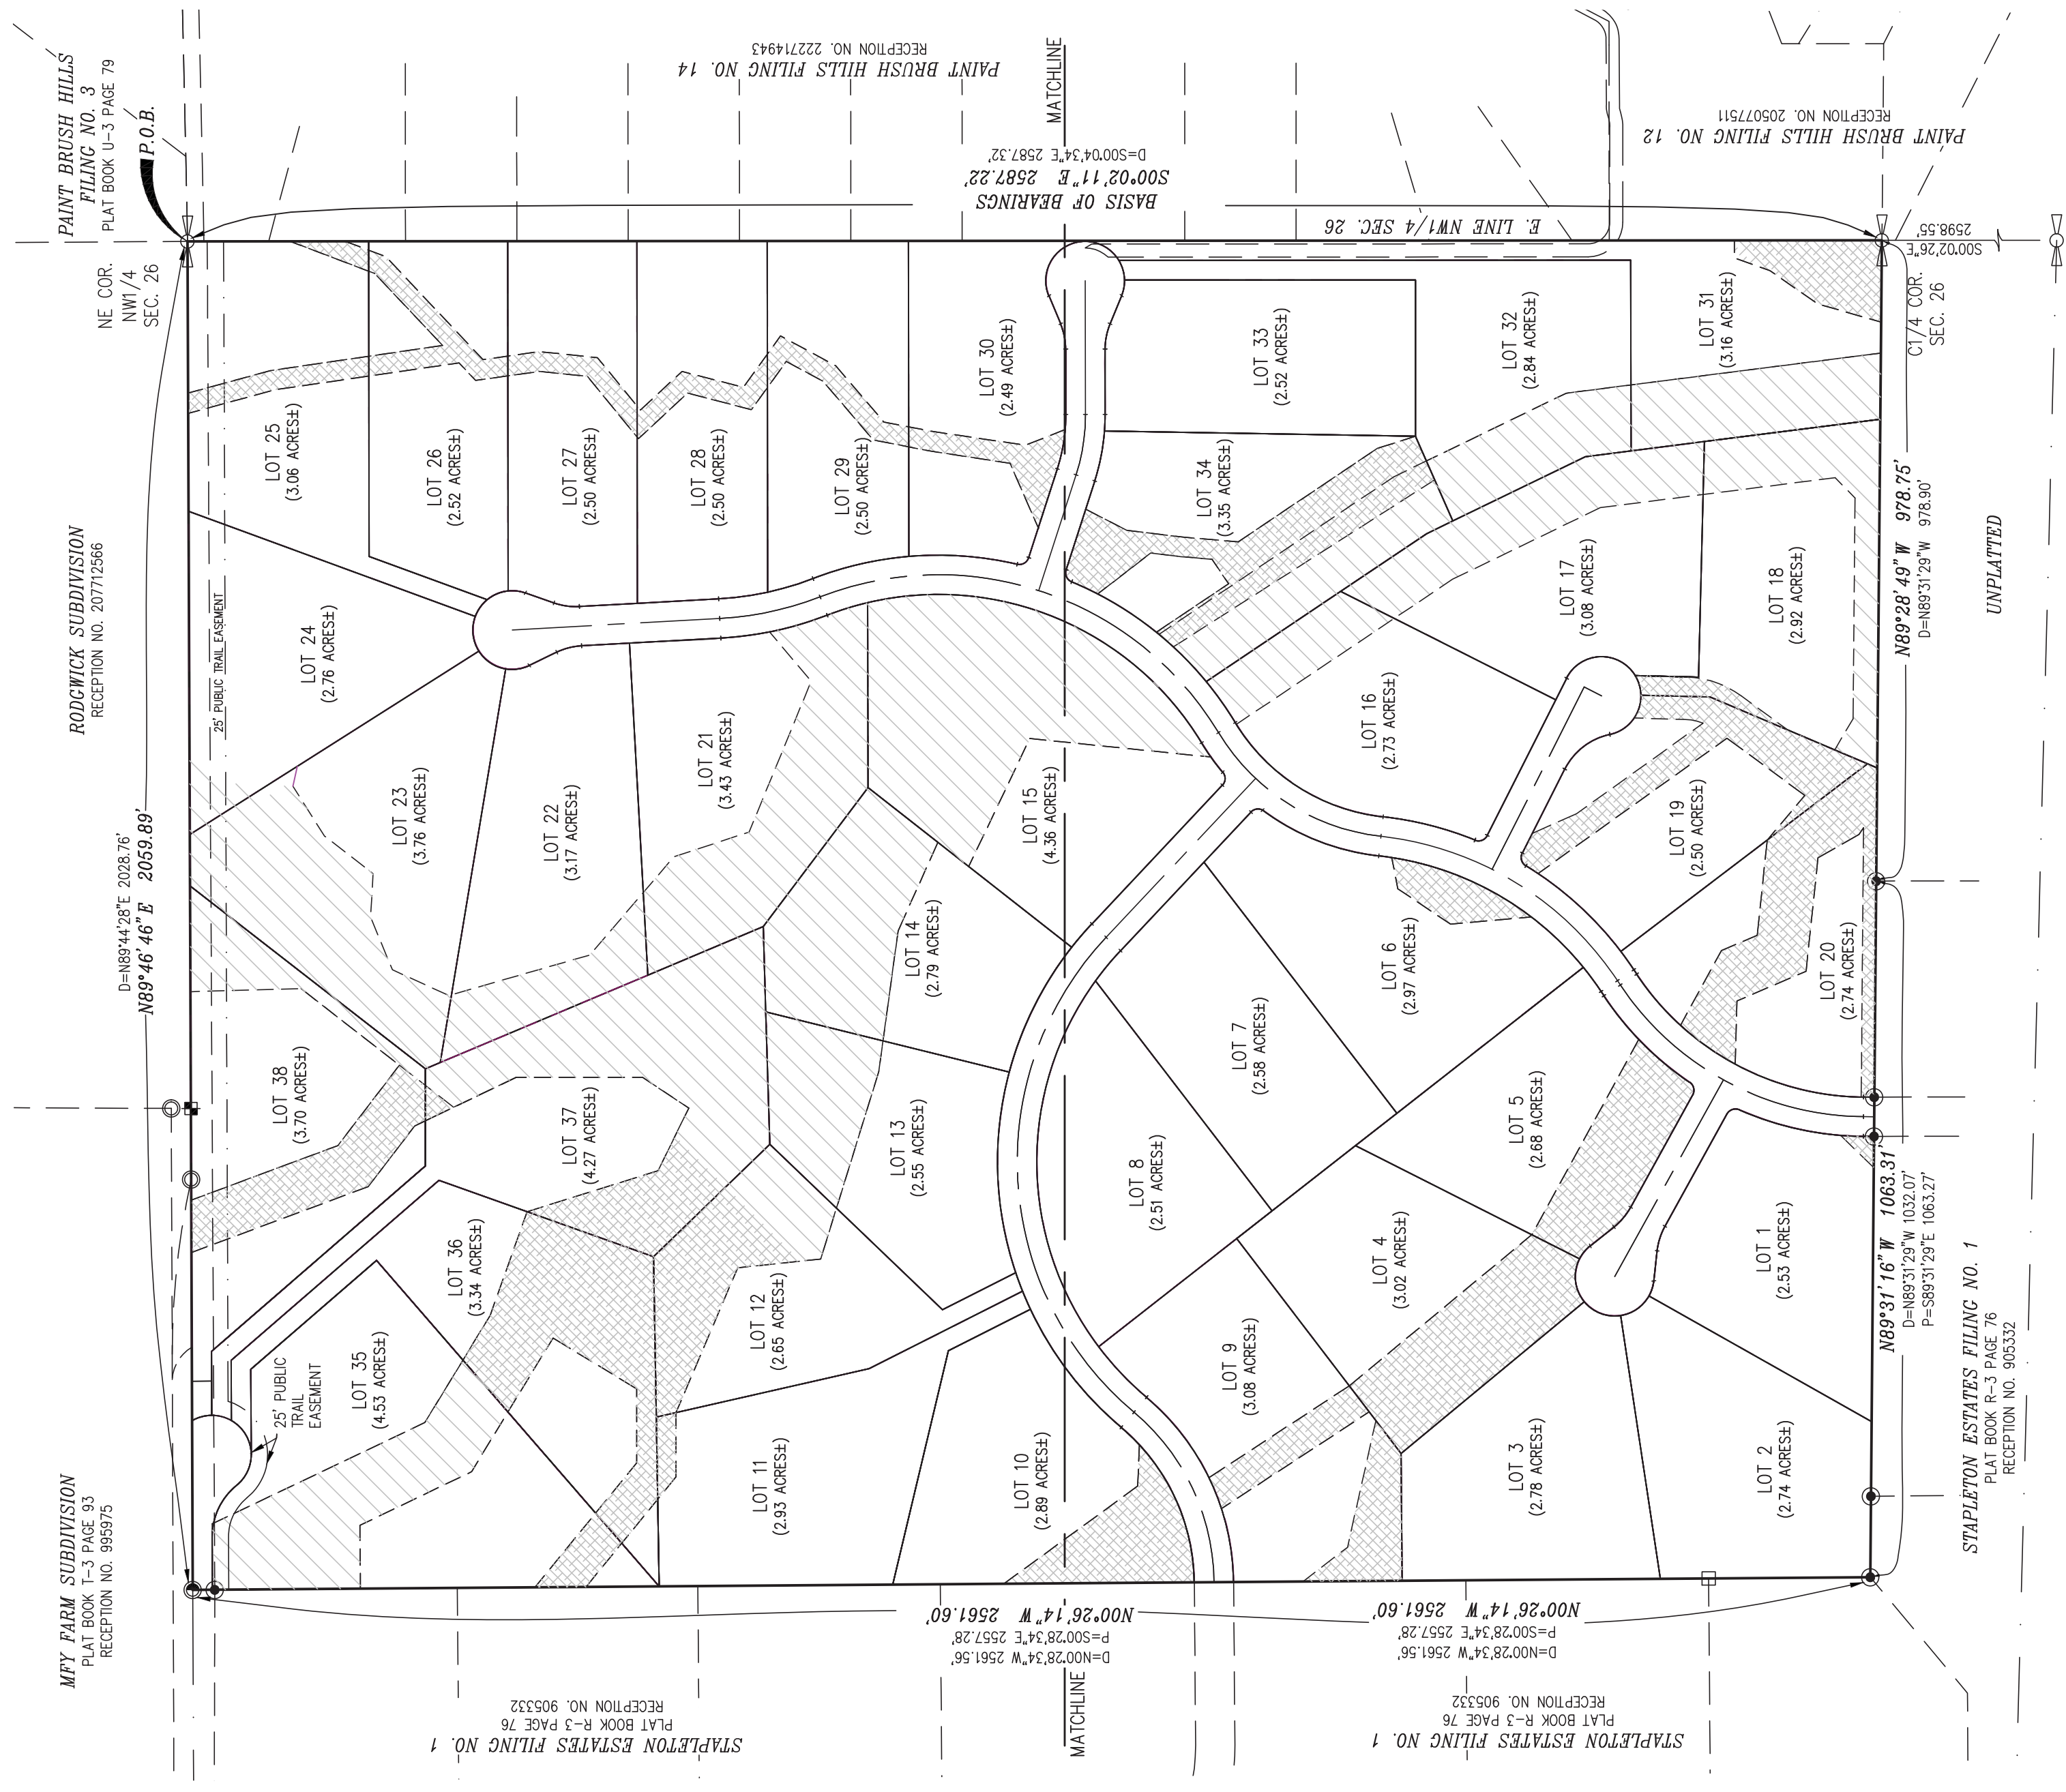 PAINT BRUSH HILLS
FILING NO. 3
PLAT BOOK U-3 PAGE 79
P.O.B.
NE COR.
NW1/4
SEC. 26
RODGWICK SUBDIVISION
RECEPTION NO. 207712566
D=N89°44'28"E 2028.76'
N89°46'46"E 2059.89'
25' PUBLIC TRAIL EASEMENT
MFY FARM SUBDIVISION
PLAT BOOK T-3 PAGE 93
RECEPTION NO. 995975
25' PUBLIC
TRAIL
EASEMENT
PAINT BRUSH HILLS FILING NO. 14
RECEPTION NO. 222714943
MATCHLINE
BASIS OF BEARINGS
S00°02'11"E 2587.22'
D=S00°04'34"E 2587.32'
E. LINE NW1/4 SEC. 26
PAINT BRUSH HILLS FILING NO. 12
RECEPTION NO. 205077511
S00°02'26"E
2598.55'
C1/4 COR.
SEC. 26
LOT 25
(3.06 ACRES±)
LOT 26
(2.52 ACRES±)
LOT 27
(2.50 ACRES±)
LOT 28
(2.50 ACRES±)
LOT 29
(2.50 ACRES±)
LOT 30
(2.49 ACRES±)
LOT 33
(2.52 ACRES±)
LOT 32
(2.84 ACRES±)
LOT 31
(3.16 ACRES±)
LOT 34
(3.35 ACRES±)
LOT 24
(2.76 ACRES±)
LOT 23
(3.76 ACRES±)
LOT 22
(3.17 ACRES±)
LOT 21
(3.43 ACRES±)
LOT 15
(4.36 ACRES±)
LOT 16
(2.73 ACRES±)
LOT 17
(3.08 ACRES±)
LOT 18
(2.92 ACRES±)
LOT 19
(2.50 ACRES±)
LOT 20
(2.74 ACRES±)
LOT 14
(2.79 ACRES±)
LOT 6
(2.97 ACRES±)
LOT 7
(2.58 ACRES±)
LOT 38
(3.70 ACRES±)
LOT 37
(4.27 ACRES±)
LOT 13
(2.55 ACRES±)
LOT 8
(2.51 ACRES±)
LOT 5
(2.68 ACRES±)
LOT 36
(3.34 ACRES±)
LOT 12
(2.65 ACRES±)
LOT 4
(3.02 ACRES±)
LOT 1
(2.53 ACRES±)
LOT 35
(4.53 ACRES±)
LOT 9
(3.08 ACRES±)
LOT 11
(2.93 ACRES±)
LOT 10
(2.89 ACRES±)
LOT 3
(2.78 ACRES±)
LOT 2
(2.74 ACRES±)
N89°28'49"W 978.75'
D=N89°31'29"W 978.90'
UNPLATTED
N89°31'16"W 1063.31'
D=N89°31'29"W 1032.07'
P=S89°31'29"E 1063.27'
STAPLETON ESTATES FILING NO. 1
PLAT BOOK R-3 PAGE 76
RECEPTION NO. 905332
N00°26'14"W 2561.60'
P=S00°28'34"E 2557.28'
D=N00°28'34"W 2561.56'
N00°26'14"W 2561.60'
P=S00°28'34"E 2557.28'
D=N00°28'34"W 2561.56'
MATCHLINE
STAPLETON ESTATES FILING NO. 1
PLAT BOOK R-3 PAGE 76
RECEPTION NO. 905332
STAPLETON ESTATES FILING NO. 1
PLAT BOOK R-3 PAGE 76
RECEPTION NO. 905332